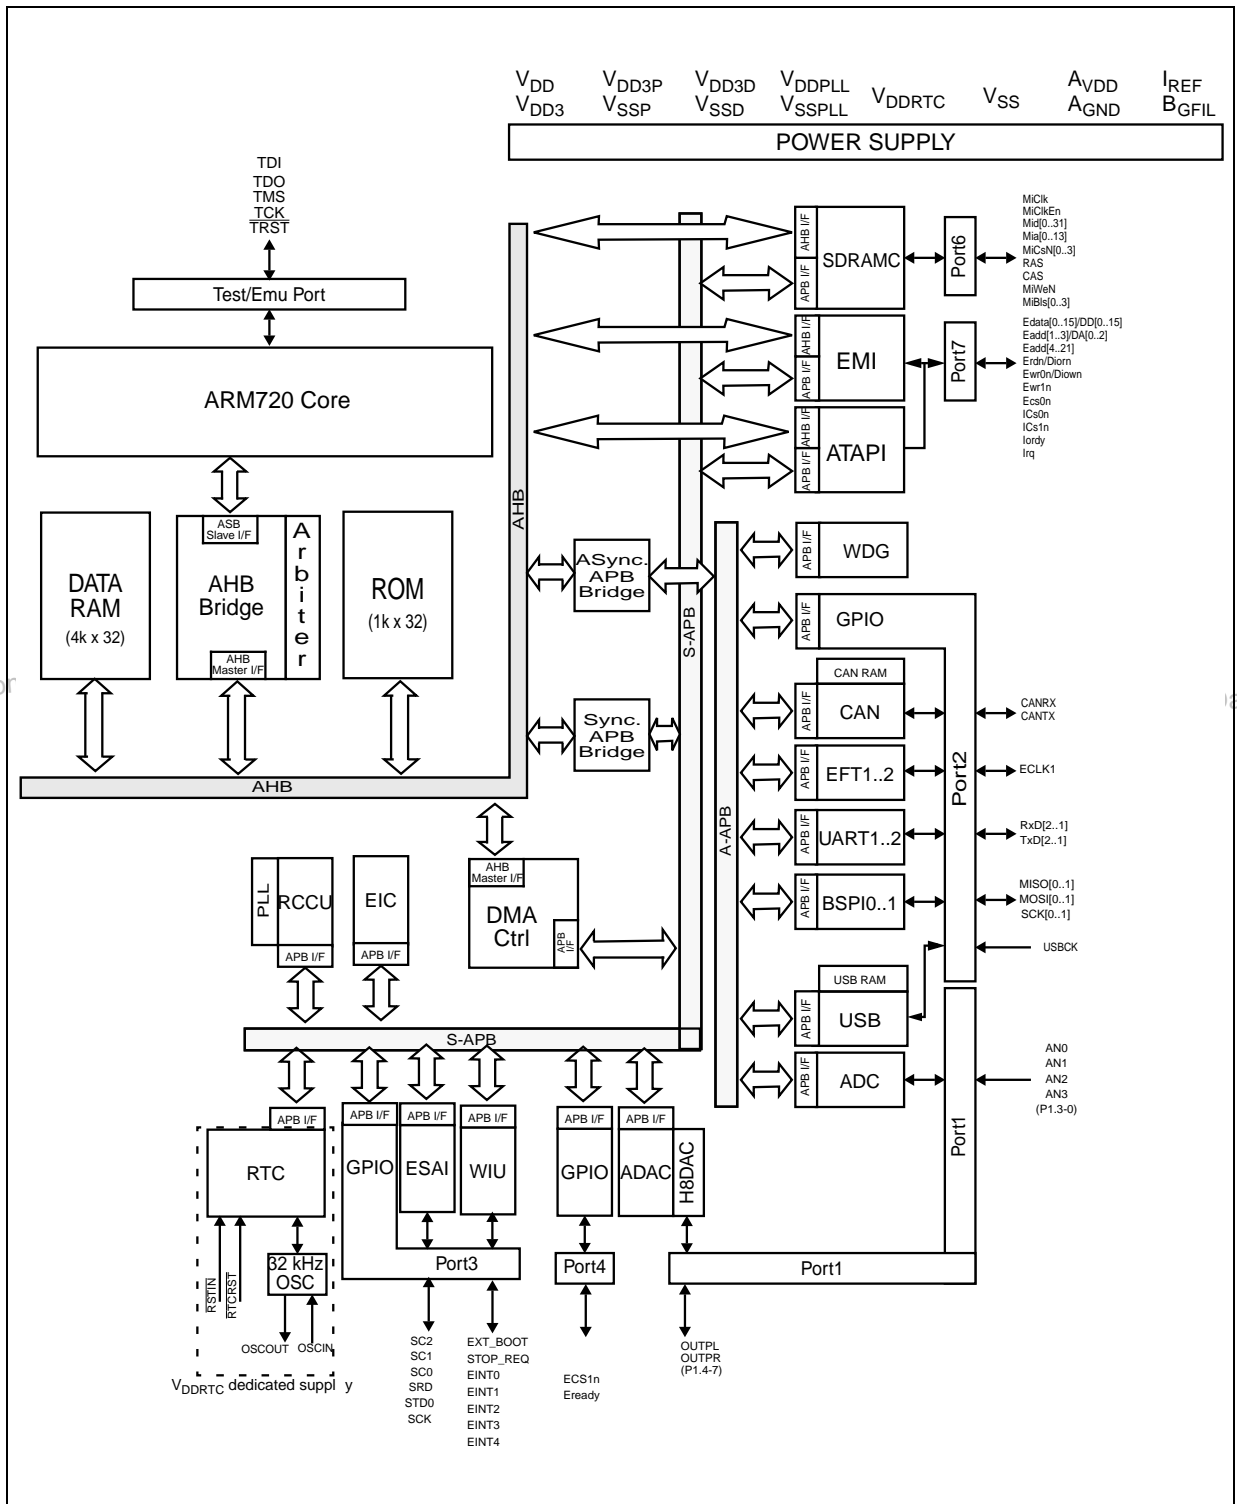 VDD VDD3P VDD3D VDDPLL VDDRTC VSS AVDD IREF
VDD3 VSSP VSSD VSSPLL AGND BGFIL
POWER SUPPLY
TDI
TDO
TMS
TCK
TRST
Test/Emu Port
ARM720 Core
ASB
Slave I/F
AHB
Bridge
AHB
Master I/F
Arbiter
DATA
RAM
(4k x 32)
ROM
(1k x 32)
AHB
AHB
ASync.
APB
Bridge
Sync.
APB
Bridge
S-APB
A-APB
AHB I/F
APB I/F
SDRAMC
Port6
MiClk
MiClkEn
Mid[0..31]
Mia[0..13]
MiCsN[0..3]
RAS
CAS
MiWeN
MiBls[0..3]
AHB I/F
APB I/F
EMI
Port7
Edata[0..15]/DD[0..15]
Eadd[1..3]/DA[0..2]
Eadd[4..21]
Erdn/Diorn
Ewr0n/Diown
Ewr1n
Ecs0n
ICs0n
ICs1n
Iordy
Irq
AHB I/F
APB I/F
ATAPI
APB I/F
WDG
APB I/F
GPIO
CAN RAM
APB I/F
CAN
CANRX
CANTX
APB I/F
EFT1..2
ECLK1
Port2
APB I/F
UART1..2
RxD[2..1]
TxD[2..1]
APB I/F
BSPI0..1
MISO[0..1]
MOSI[0..1]
SCK[0..1]
USBCK
USB RAM
APB I/F
USB
APB I/F
ADC
AN0
AN1
AN2
AN3
(P1.3-0)
Port1
AHB
Master I/F
DMA
Ctrl
APB
I/F
PLL
RCCU
APB I/F
EIC
APB I/F
S-APB
APB I/F
RTC
32 kHz
OSC
RSTIN
RTCRST
OSCOUT
OSCIN
VDDRTC dedicated suppl y
APB I/F
GPIO
APB I/F
ESAI
APB I/F
WIU
Port3
SC2
SC1
SC0
SRD
STD0
SCK
EXT_BOOT
STOP_REQ
EINT0
EINT1
EINT2
EINT3
EINT4
APB I/F
GPIO
Port4
ECS1n
Eready
APB I/F
ADAC
H8DAC
Port1
OUTPL
OUTPR
(P1.4-7)